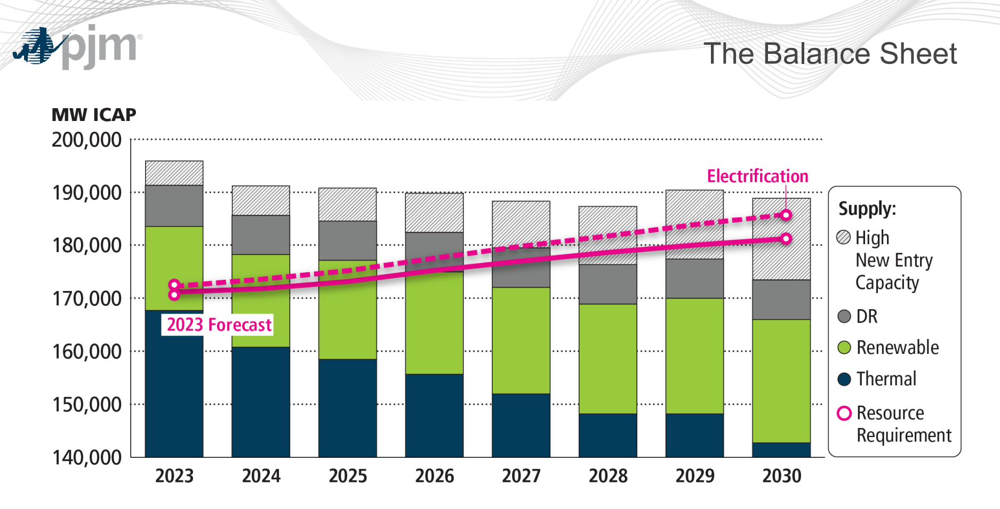 pjm®
The Balance Sheet
MW ICAP
200,000
190,000
180,000
170,000
160,000
150,000
140,000
Electrification
2023 Forecast
2023 2024 2025 2026 2027 2028 2029 2030
Supply:
High
New Entry
Capacity
DR
Renewable
Thermal
Resource
Requirement